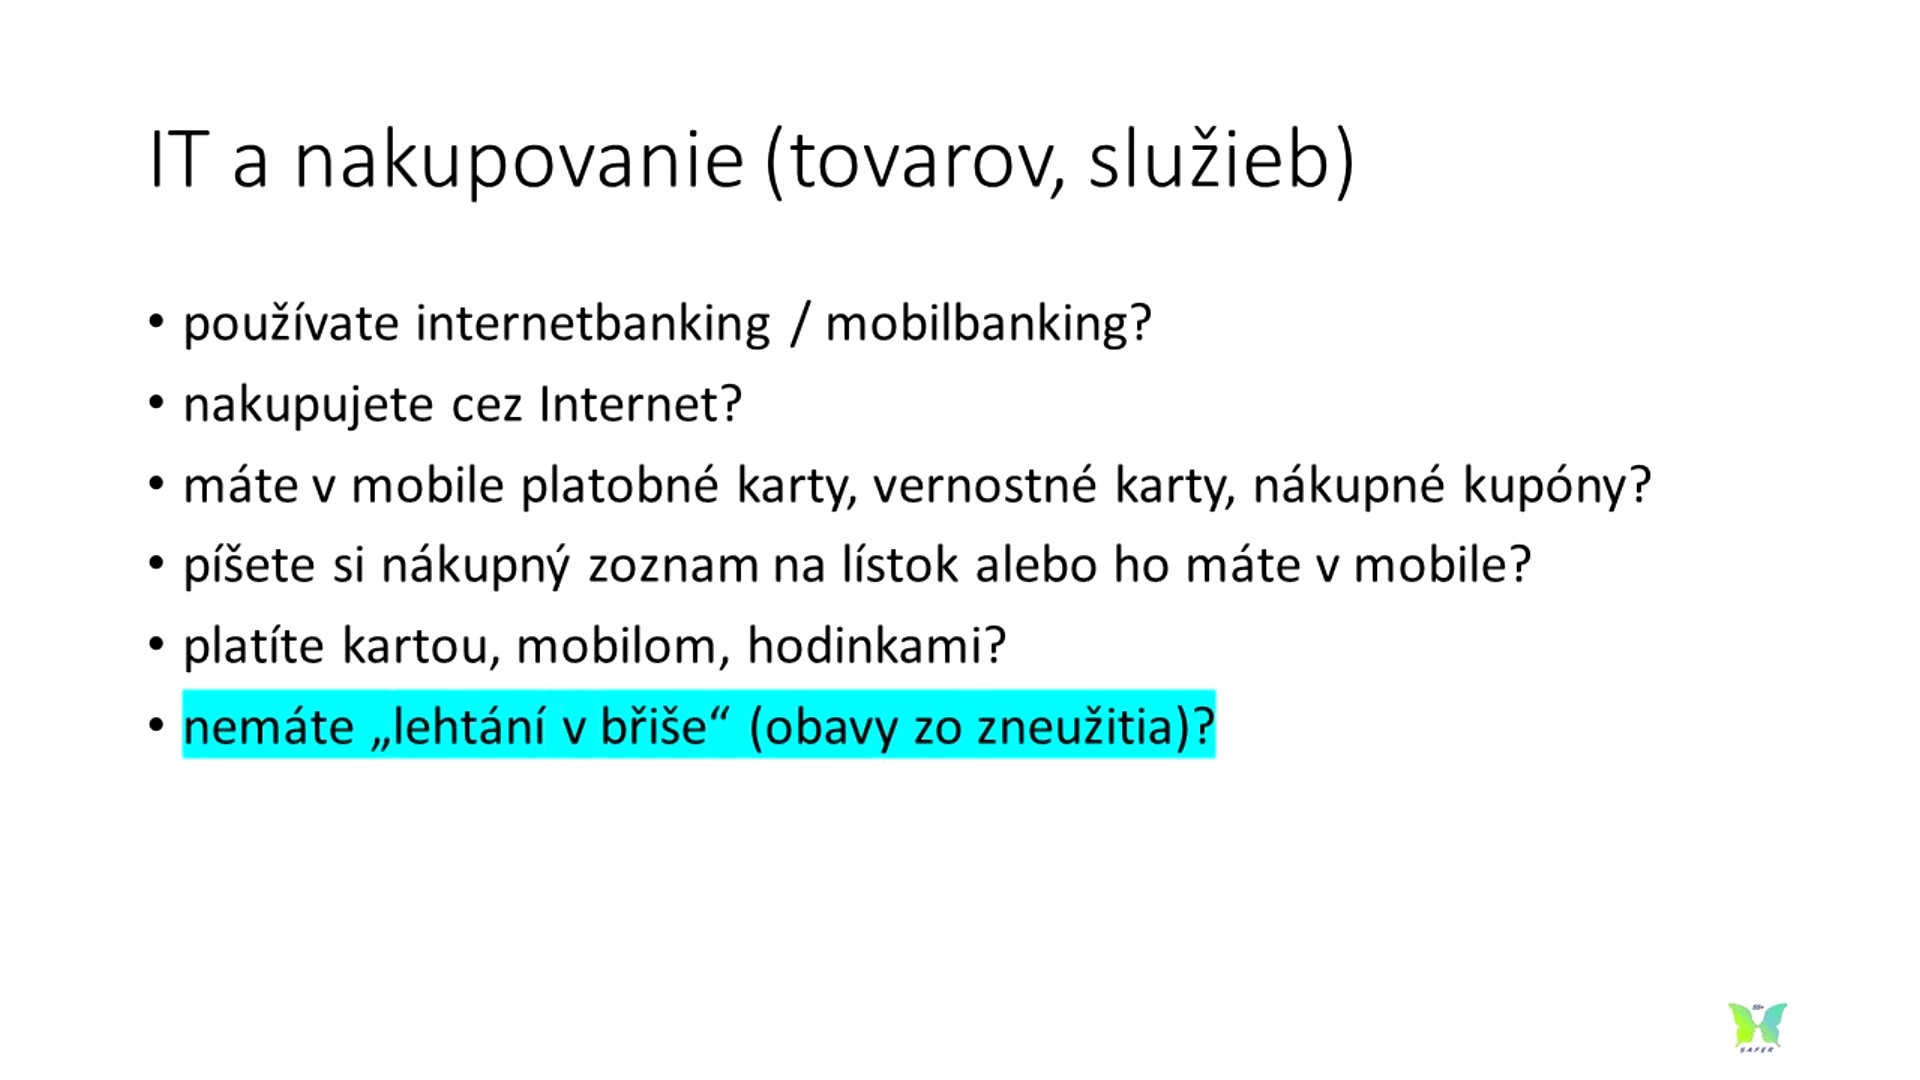 IT a nakupovanie (tovarov, služieb)
• používate internetbanking / mobilbanking?
• nakupujete cez Internet?
• máte v mobile platobné karty, vernostné karty, nákupné kupóny?
• píšete si nákupný zoznam na lístok alebo ho máte v mobile?
• platíte kartou, mobilom, hodinkami?
• nemáte „lehtání v břiše“ (obavy zo zneužitia)?
55+
SAFER